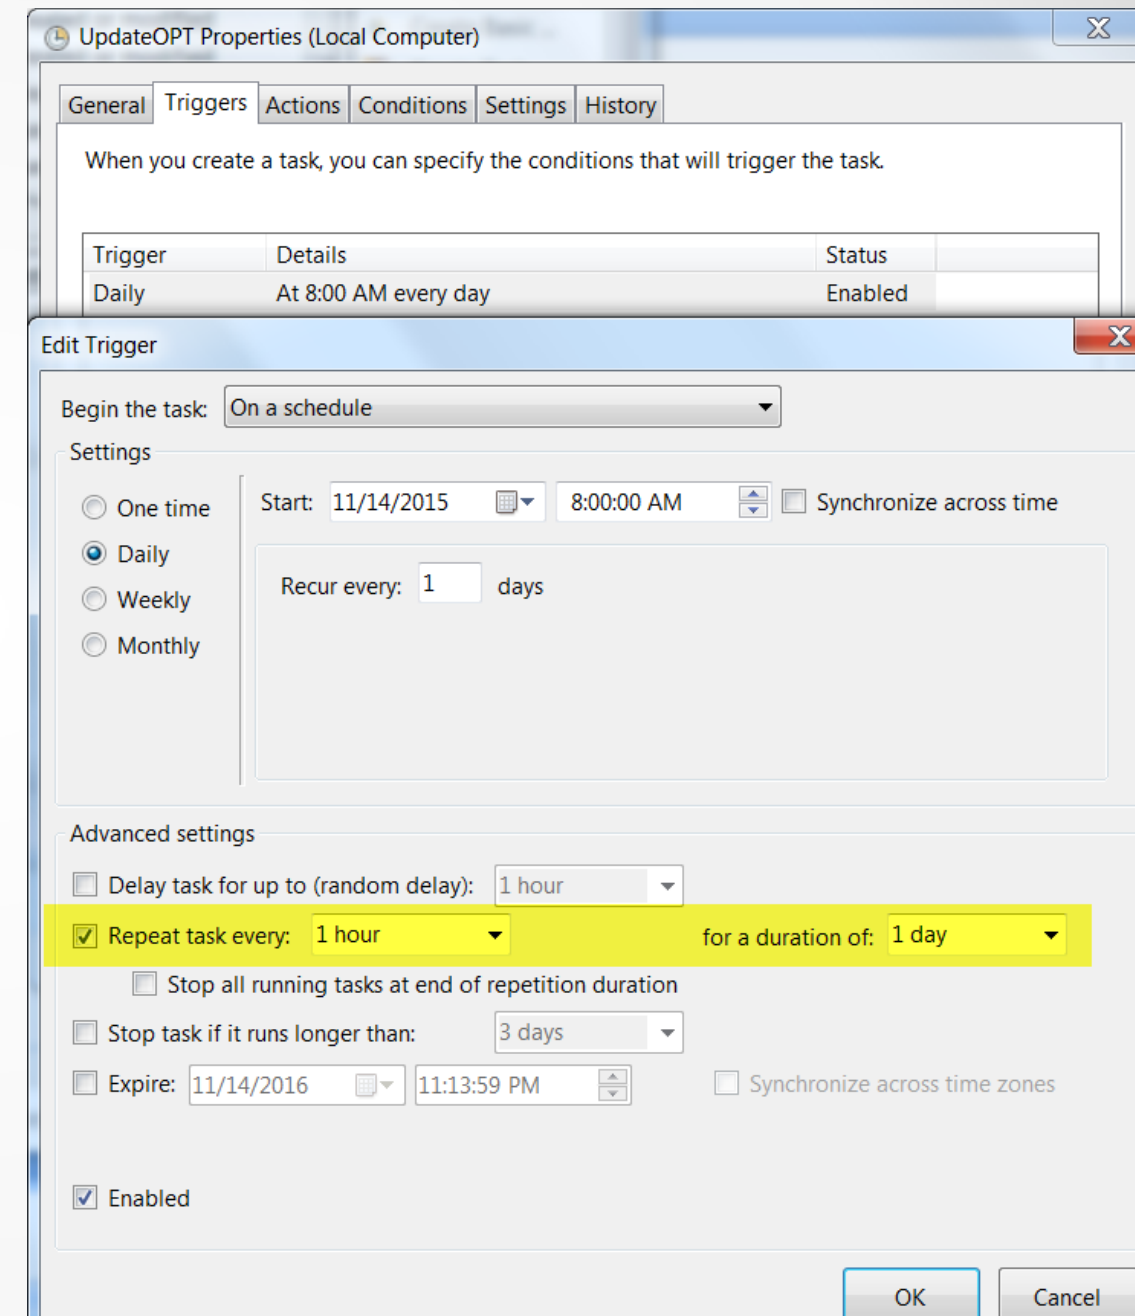 UpdateOPT Properties (Local Computer)
General Triggers Actions Conditions Settings History
When you create a task, you can specify the conditions that will trigger the task.
Trigger Details Status
Daily At 8:00 AM every day Enabled
Edit Trigger
Begin the task: On a schedule
Settings
One time
Start: 11/14/2015 8:00:00 AM Synchronize across time
Daily
Recur every: 1 days
Weekly
Monthly
Advanced settings
Delay task for up to (random delay): 1 hour
Repeat task every: 1 hour for a duration of: 1 day
Stop all running tasks at end of repetition duration
Stop task if it runs longer than: 3 days
Expire: 11/14/2016 11:13:59 PM Synchronize across time zones
Enabled
OK Cancel